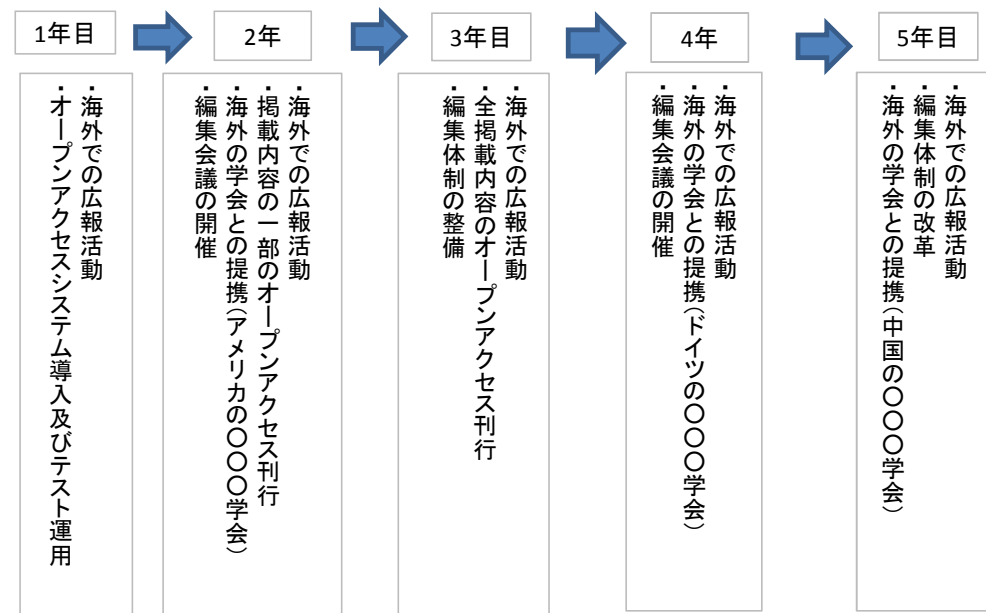 1年目
・海外での広報活動
・オープンアクセスシステム導入及びテスト運用
2年
・海外での広報活動
・掲載内容の一部のオープンアクセス刊行
・海外の学会との提携(アメリカの〇〇〇学会)
・編集会議の開催
3年目
・海外での広報活動
・全掲載内容のオープンアクセス刊行
・編集体制の整備
4年
・海外での広報活動
・海外の学会との提携(ドイツの〇〇〇学会)
・編集会議の開催
5年目
・海外での広報活動
・編集体制の改革
・海外の学会との提携(中国の〇〇〇学会)